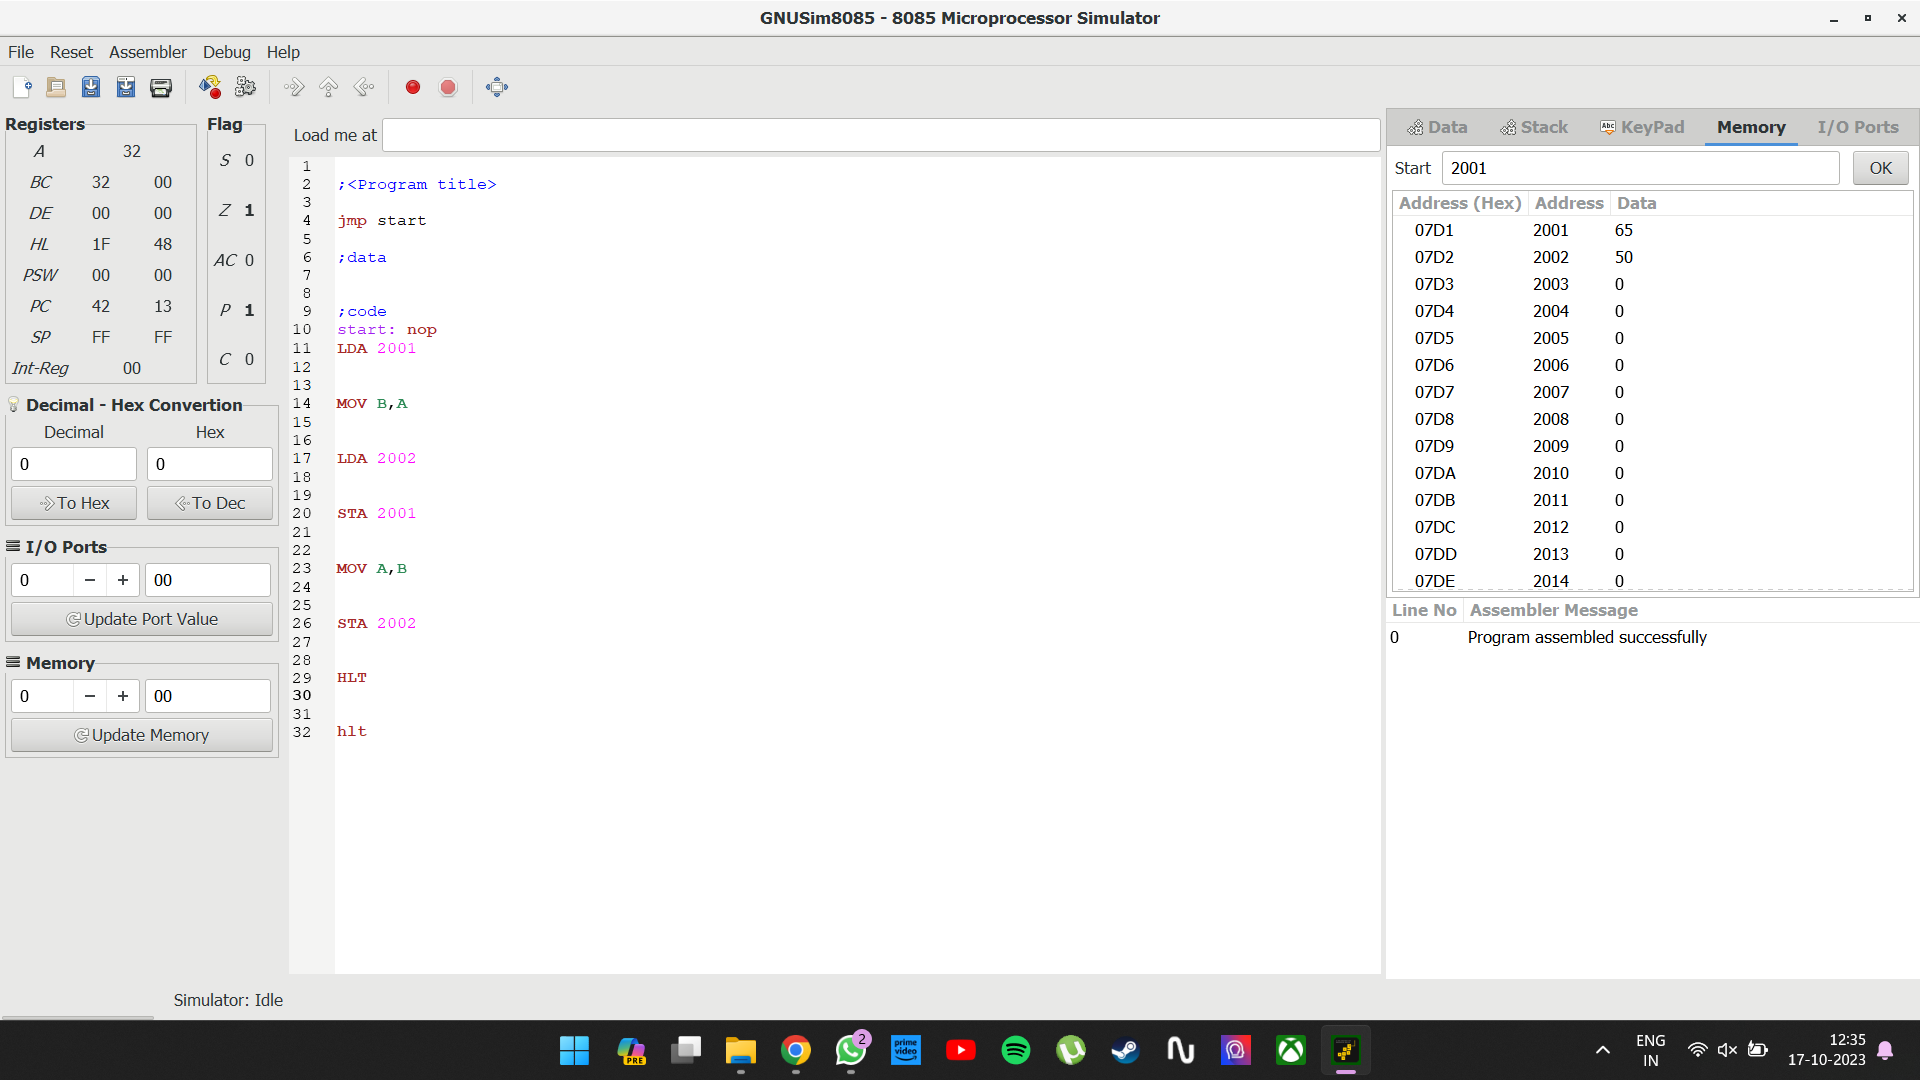 GNUSim8085 - 8085 Microprocessor Simulator
File Reset Assembler Debug Help
Registers
A 32
BC 32 00
DE 00 00
HL 1F 48
PSW 00 00
PC 42 13
SP FF FF
Int-Reg 00
Flag
S 0
Z 1
AC 0
P 1
C 0
Decimal - Hex Convertion
Decimal Hex
0 0
To Hex To Dec
I/O Ports
0 − + 00
Update Port Value
Memory
0 − + 00
Update Memory
Load me at
1
2 ;<Program title>
3
4 jmp start
5
6 ;data
7
8
9 ;code
10 start: nop
11 LDA 2001
12
13
14 MOV B,A
15
16
17 LDA 2002
18
19
20 STA 2001
21
22
23 MOV A,B
24
25
26 STA 2002
27
28
29 HLT
30
31
32 hlt
Data Stack Abc KeyPad Memory I/O Ports
Start 2001 OK
Address (Hex) Address Data
07D1 2001 65
07D2 2002 50
07D3 2003 0
07D4 2004 0
07D5 2005 0
07D6 2006 0
07D7 2007 0
07D8 2008 0
07D9 2009 0
07DA 2010 0
07DB 2011 0
07DC 2012 0
07DD 2013 0
07DE 2014 0
Line No Assembler Message
0 Program assembled successfully
Simulator: Idle
PRE
2
prime video
ENG
IN
12:35
17-10-2023